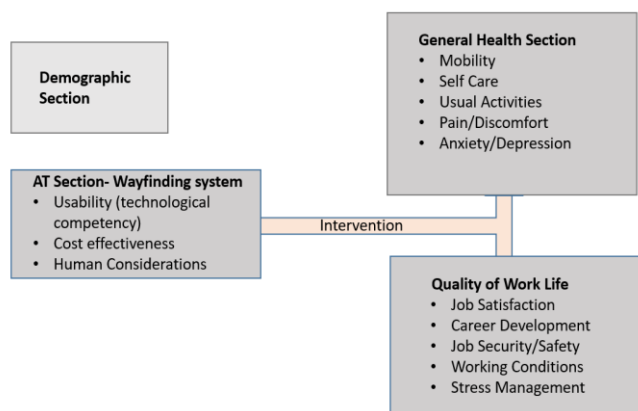 Demographic
Section
General Health Section
• Mobility
• Self Care
• Usual Activities
• Pain/Discomfort
• Anxiety/Depression
AT Section- Wayfinding system
• Usability (technological
competency)
• Cost effectiveness
• Human Considerations
Intervention
Quality of Work Life
• Job Satisfaction
• Career Development
• Job Security/Safety
• Working Conditions
• Stress Management